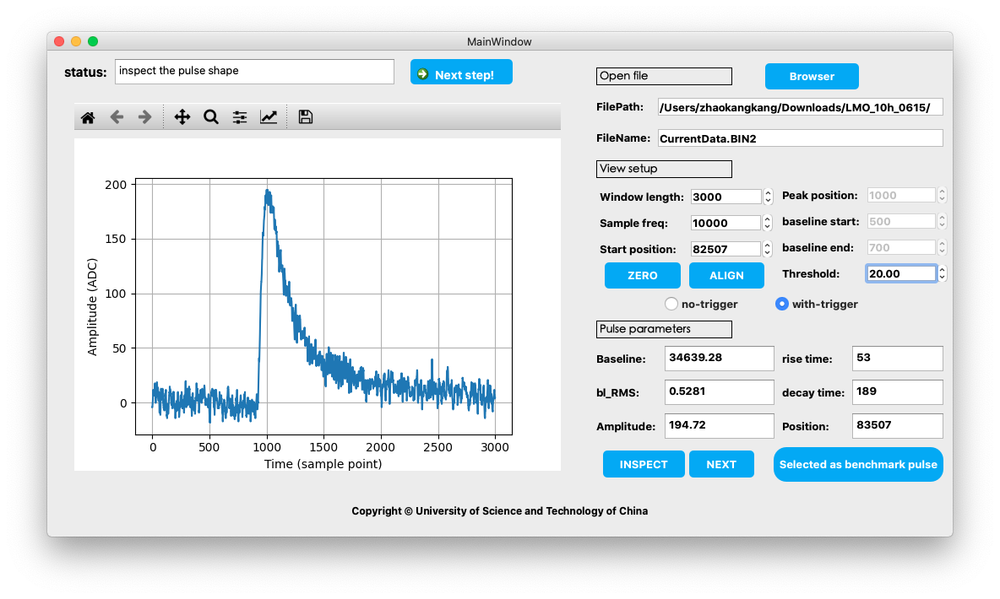 MainWindow
status: inspect the pulse shape Next step!
Open file Browser
FilePath: /Users/zhaokangkang/Downloads/LMO_10h_0615/
FileName: CurrentData.BIN2
View setup
Window length: 3000 Peak position: 1000
Sample freq: 10000 baseline start: 500
Start position: 82507 baseline end: 700
ZERO ALIGN Threshold: 20.00
no-trigger with-trigger
Pulse parameters
Baseline: 34639.28 rise time: 53
bl_RMS: 0.5281 decay time: 189
Amplitude: 194.72 Position: 83507
INSPECT NEXT Selected as benchmark pulse
Amplitude (ADC)
200
150
100
50
0
0 500 1000 1500 2000 2500 3000
Time (sample point)
Copyright © University of Science and Technology of China